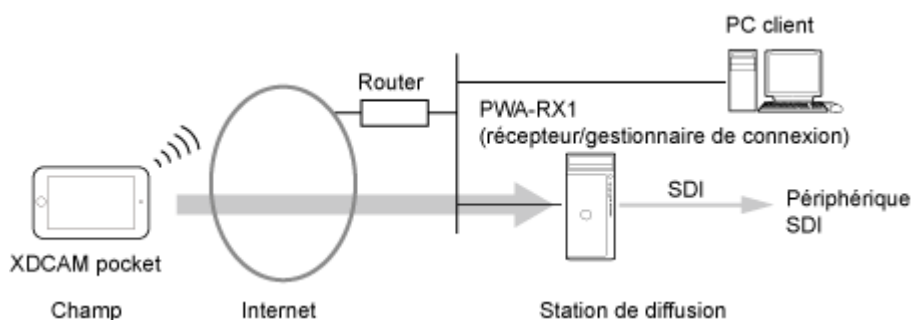 PC client
Router
PWA-RX1
(récepteur/gestionnaire de connexion)
SDI
Périphérique
SDI
XDCAM pocket
Champ
Internet
Station de diffusion